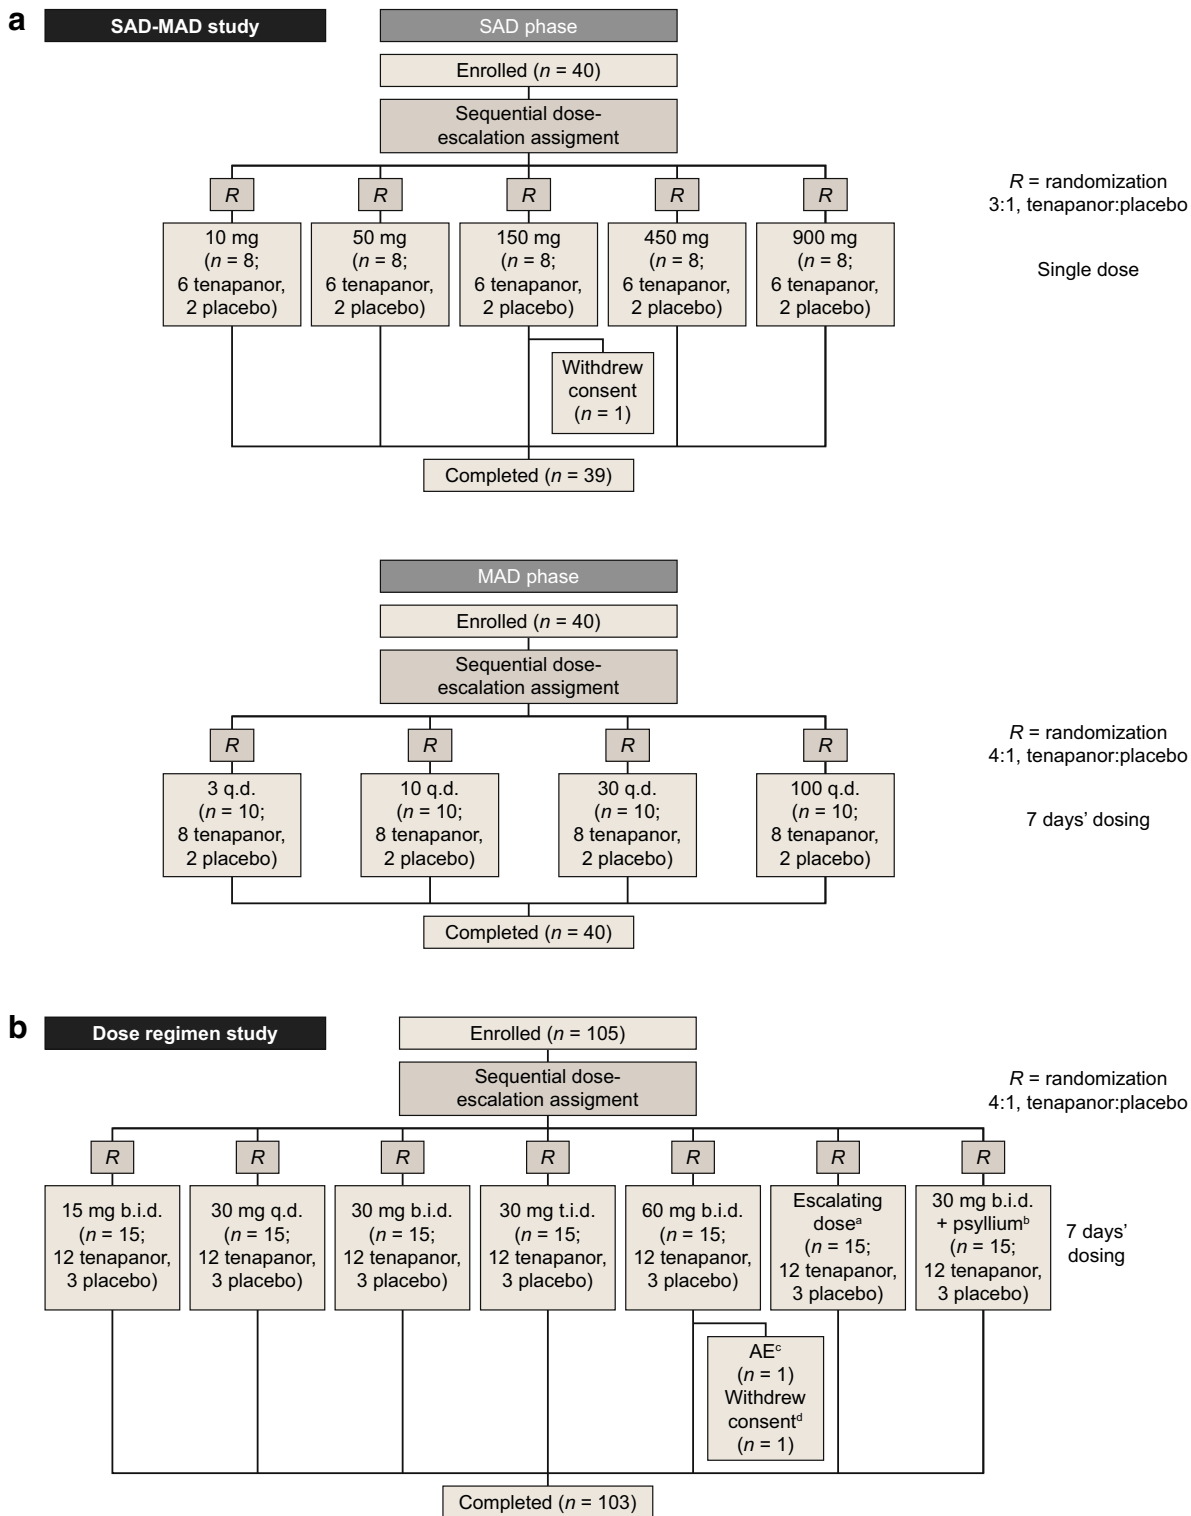 a
SAD-MAD study
SAD phase
Enrolled (n = 40)
Sequential dose-
escalation assigment
R
R
R
R
R
R = randomization
3:1, tenapanor:placebo
10 mg
(n = 8;
6 tenapanor,
2 placebo)
50 mg
(n = 8;
6 tenapanor,
2 placebo)
150 mg
(n = 8;
6 tenapanor,
2 placebo)
450 mg
(n = 8;
6 tenapanor,
2 placebo)
900 mg
(n = 8;
6 tenapanor,
2 placebo)
Single dose
Withdrew
consent
(n = 1)
Completed (n = 39)
MAD phase
Enrolled (n = 40)
Sequential dose-
escalation assigment
R
R
R
R
R = randomization
4:1, tenapanor:placebo
3 q.d.
(n = 10;
8 tenapanor,
2 placebo)
10 q.d.
(n = 10;
8 tenapanor,
2 placebo)
30 q.d.
(n = 10;
8 tenapanor,
2 placebo)
100 q.d.
(n = 10;
8 tenapanor,
2 placebo)
7 days’ dosing
Completed (n = 40)
b
Dose regimen study
Enrolled (n = 105)
Sequential dose-
escalation assigment
R = randomization
4:1, tenapanor:placebo
R
R
R
R
R
R
R
15 mg b.i.d.
(n = 15;
12 tenapanor,
3 placebo)
30 mg q.d.
(n = 15;
12 tenapanor,
3 placebo)
30 mg b.i.d.
(n = 15;
12 tenapanor,
3 placebo)
30 mg t.i.d.
(n = 15;
12 tenapanor,
3 placebo)
60 mg b.i.d.
(n = 15;
12 tenapanor,
3 placebo)
Escalating
doseᵃ
(n = 15;
12 tenapanor,
3 placebo)
30 mg b.i.d.
+ psylliumᵇ
(n = 15;
12 tenapanor,
3 placebo)
7 days’
dosing
AEᶜ
(n = 1)
Withdrew
consentᵈ
(n = 1)
Completed (n = 103)